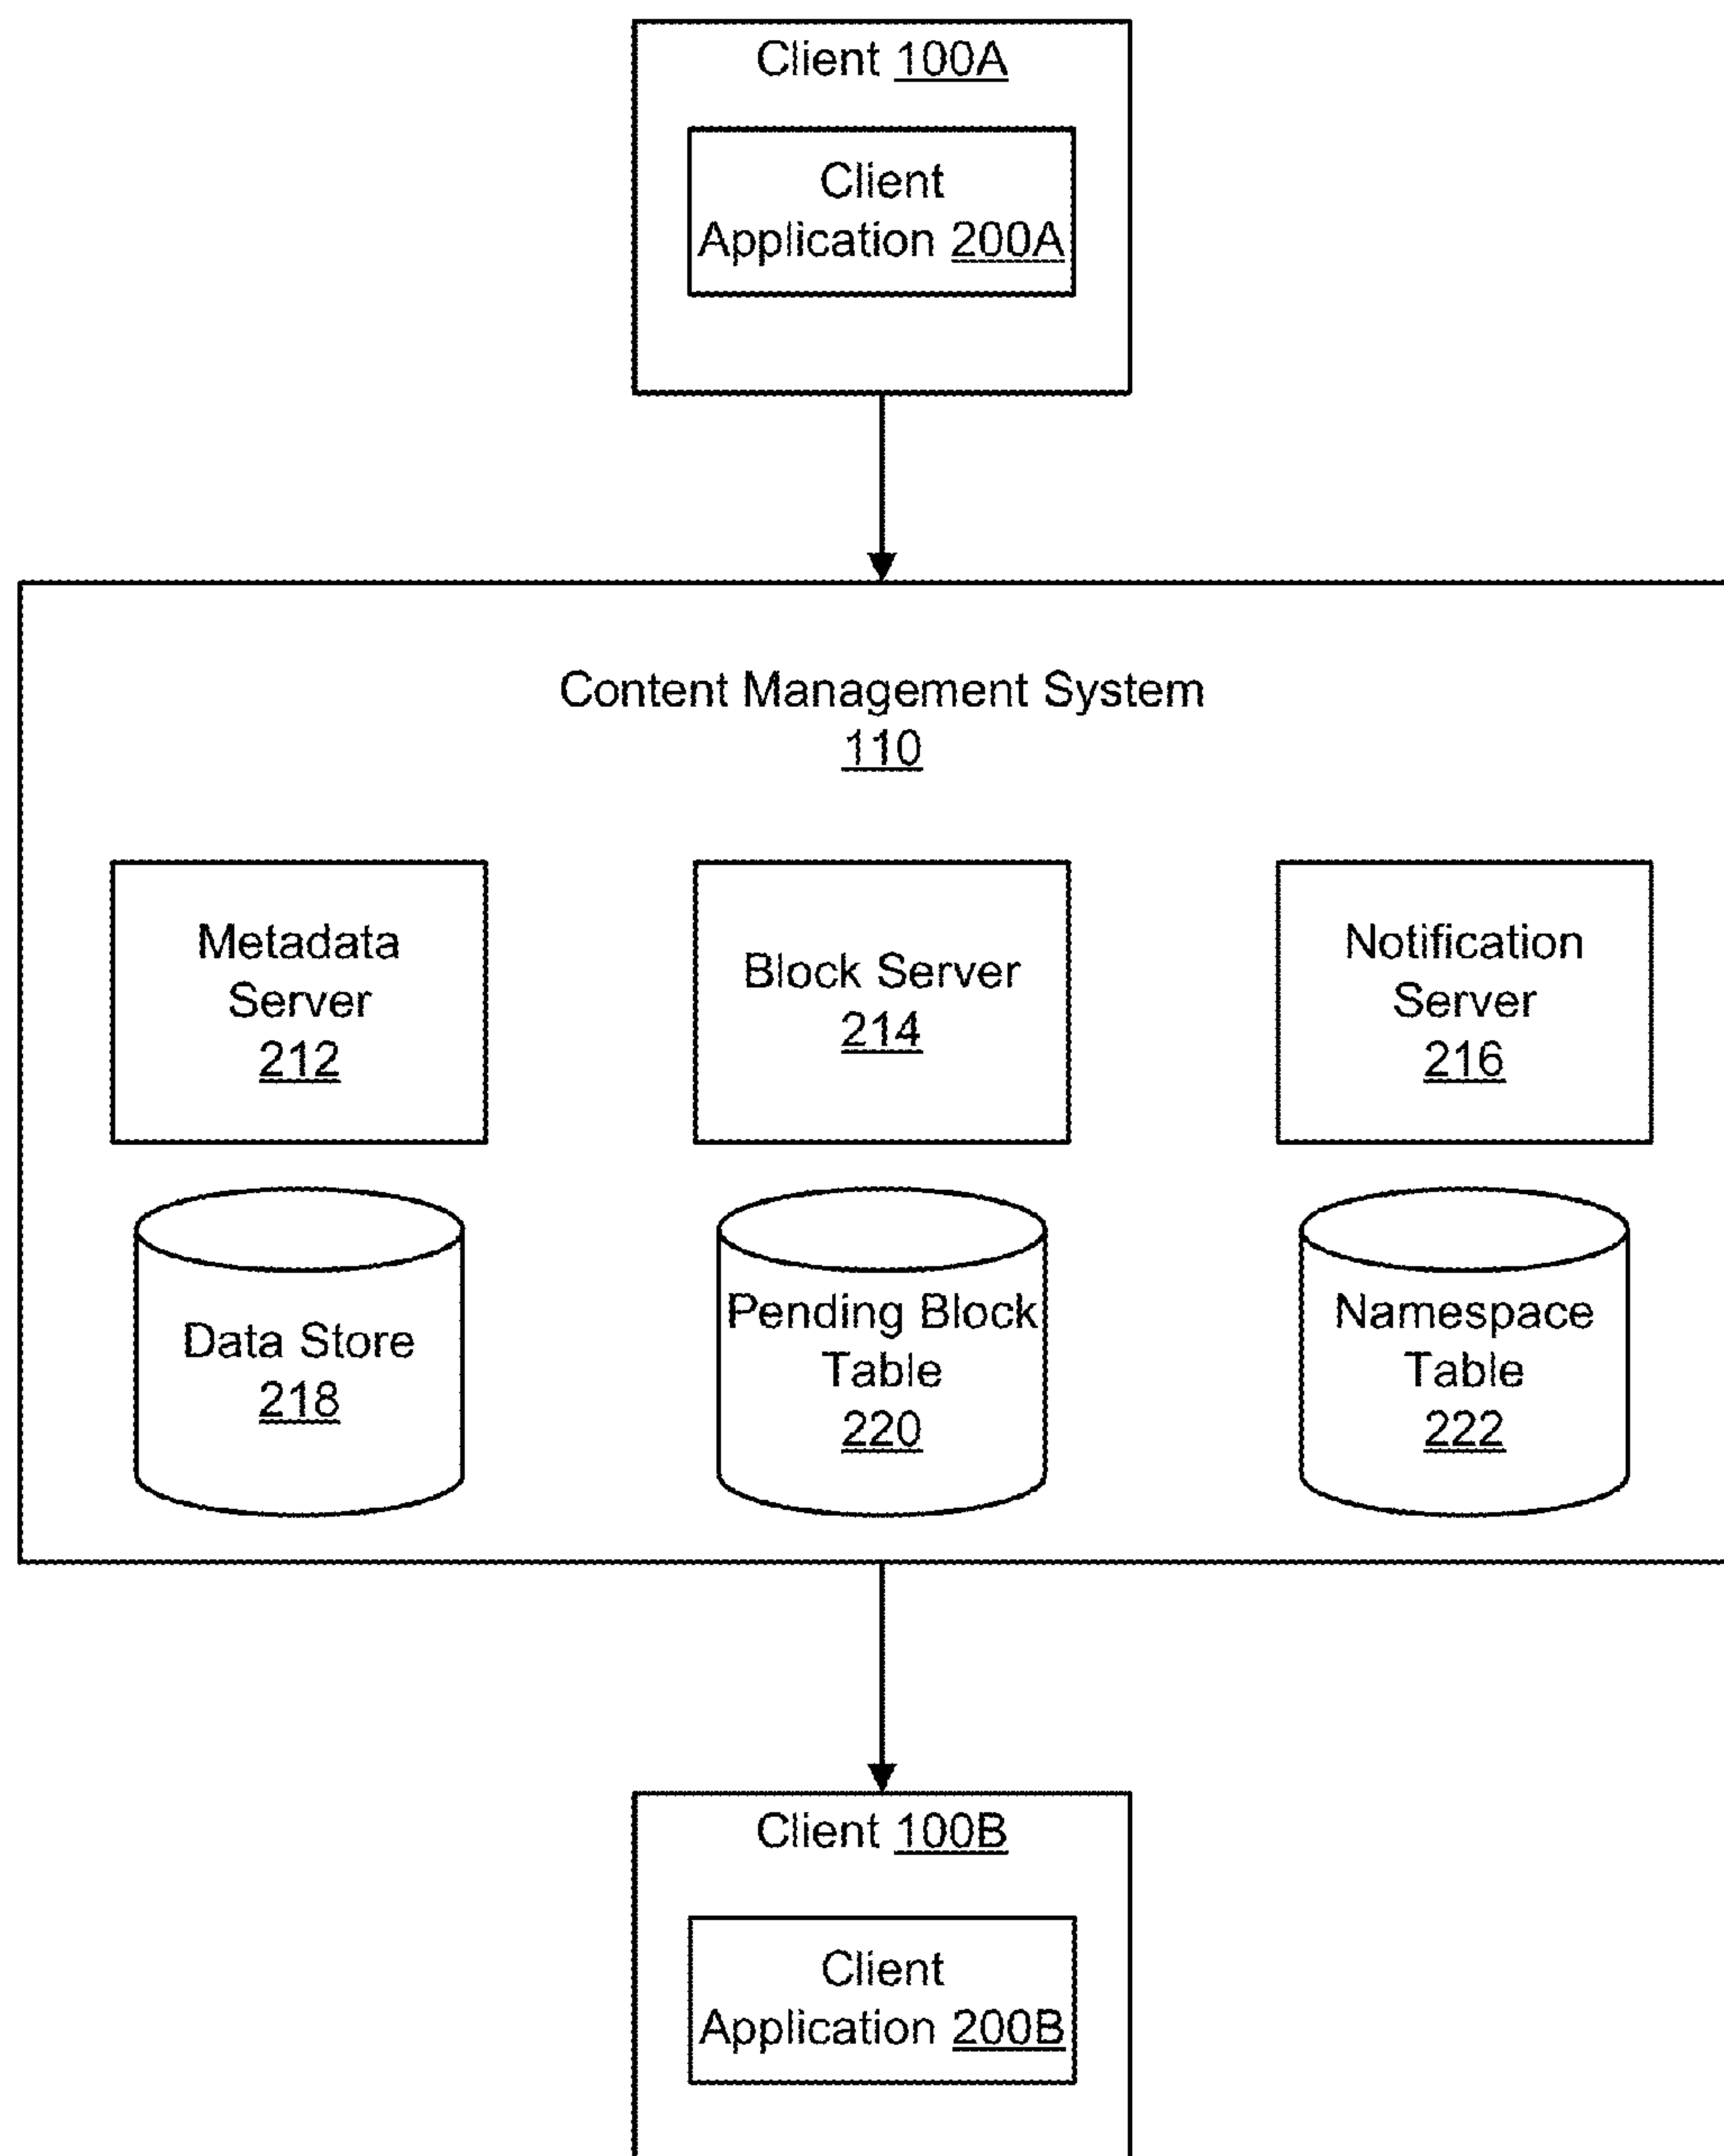 Client 100A
Client
Application 200A
Content Management System
110
Metadata
Server
212
Block Server
214
Notification
Server
216
Data Store
218
Pending Block
Table
220
Namespace
Table
222
Client 100B
Client
Application 200B